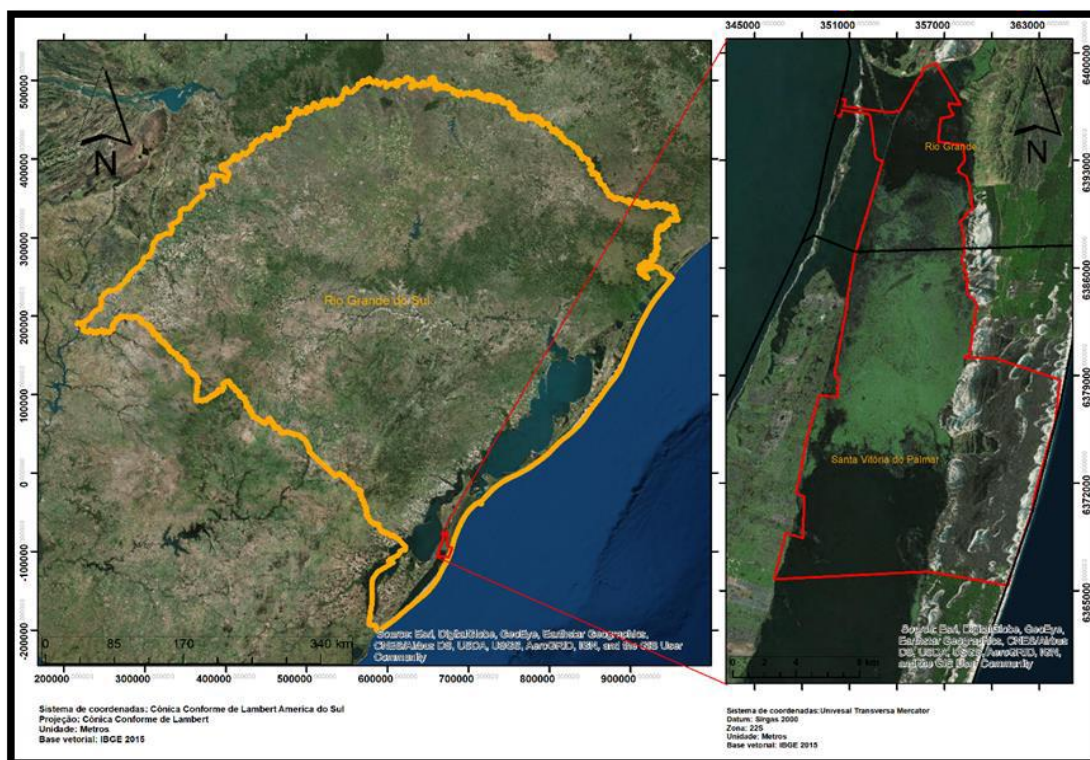 345000 351000 357000 363000
500000
400000
300000
200000
100000
0
-100000
-200000
N
Rio Grande do Sul
0 85 170 340 km
Source: Esri, DigitalGlobe, GeoEye, Earthstar Geographics,
CNES/Airbus DS, USDA, USGS, AeroGRID, IGN, and the GIS User
Community
200000 300000 400000 500000 600000 700000 800000 900000
Sistema de coordenadas: Cônica Conforme de Lambert America do Sul
Projeção: Cônica Conforme de Lambert
Unidade: Metros
Base vetorial: IBGE 2015
N
Rio Grande
Santa Vitória do Palmar
6400000
6393000
6386000
6379000
6372000
6365000
0 2 4 8 km
Source: Esri, DigitalGlobe, GeoEye,
Earthstar Geographics, CNES/Airbus
DS, USDA, USGS, AeroGRID, IGN,
and the GIS User Community
Sistema de coordenadas:Univesal Transversa Mercator
Datum: Sirgas 2000
Zona: 22S
Unidade: Metros
Base vetorial: IBGE 2015